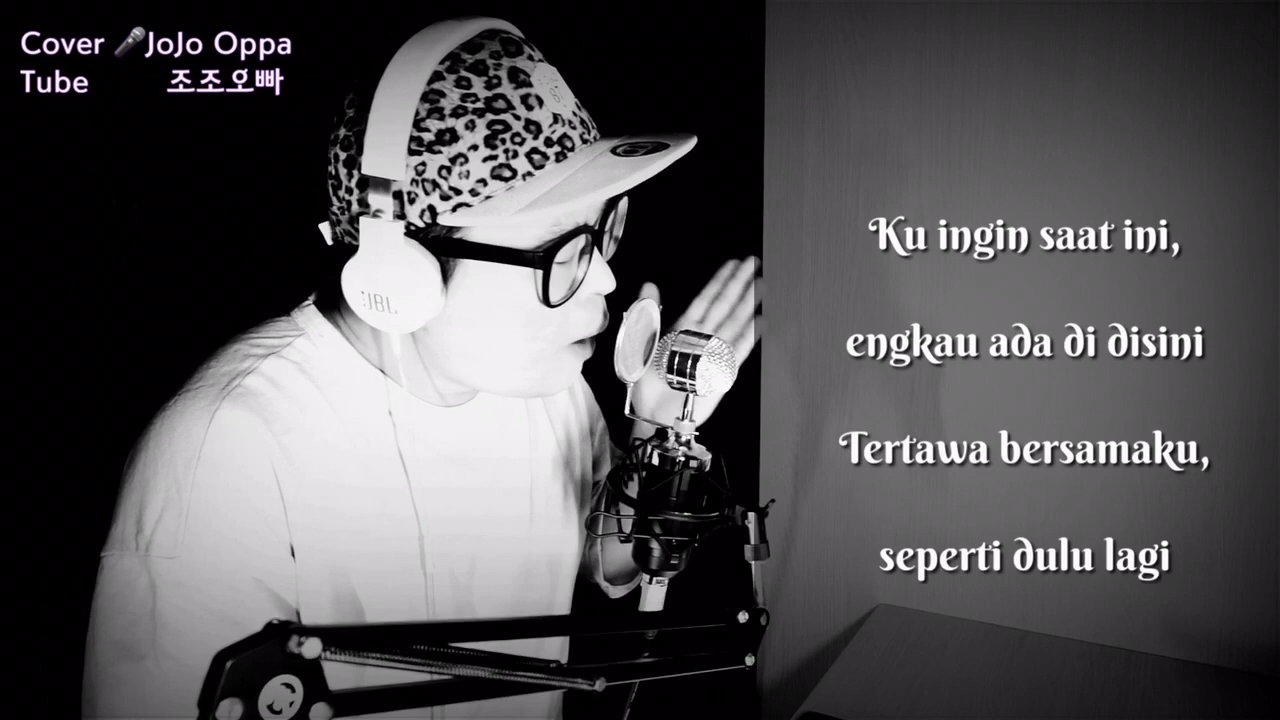 Cover 🎤JoJo Oppa
Tube 조조오빠
JBL
Ku ingin saat ini,
engkau ada di disini
Tertawa bersamaku,
seperti dulu lagi